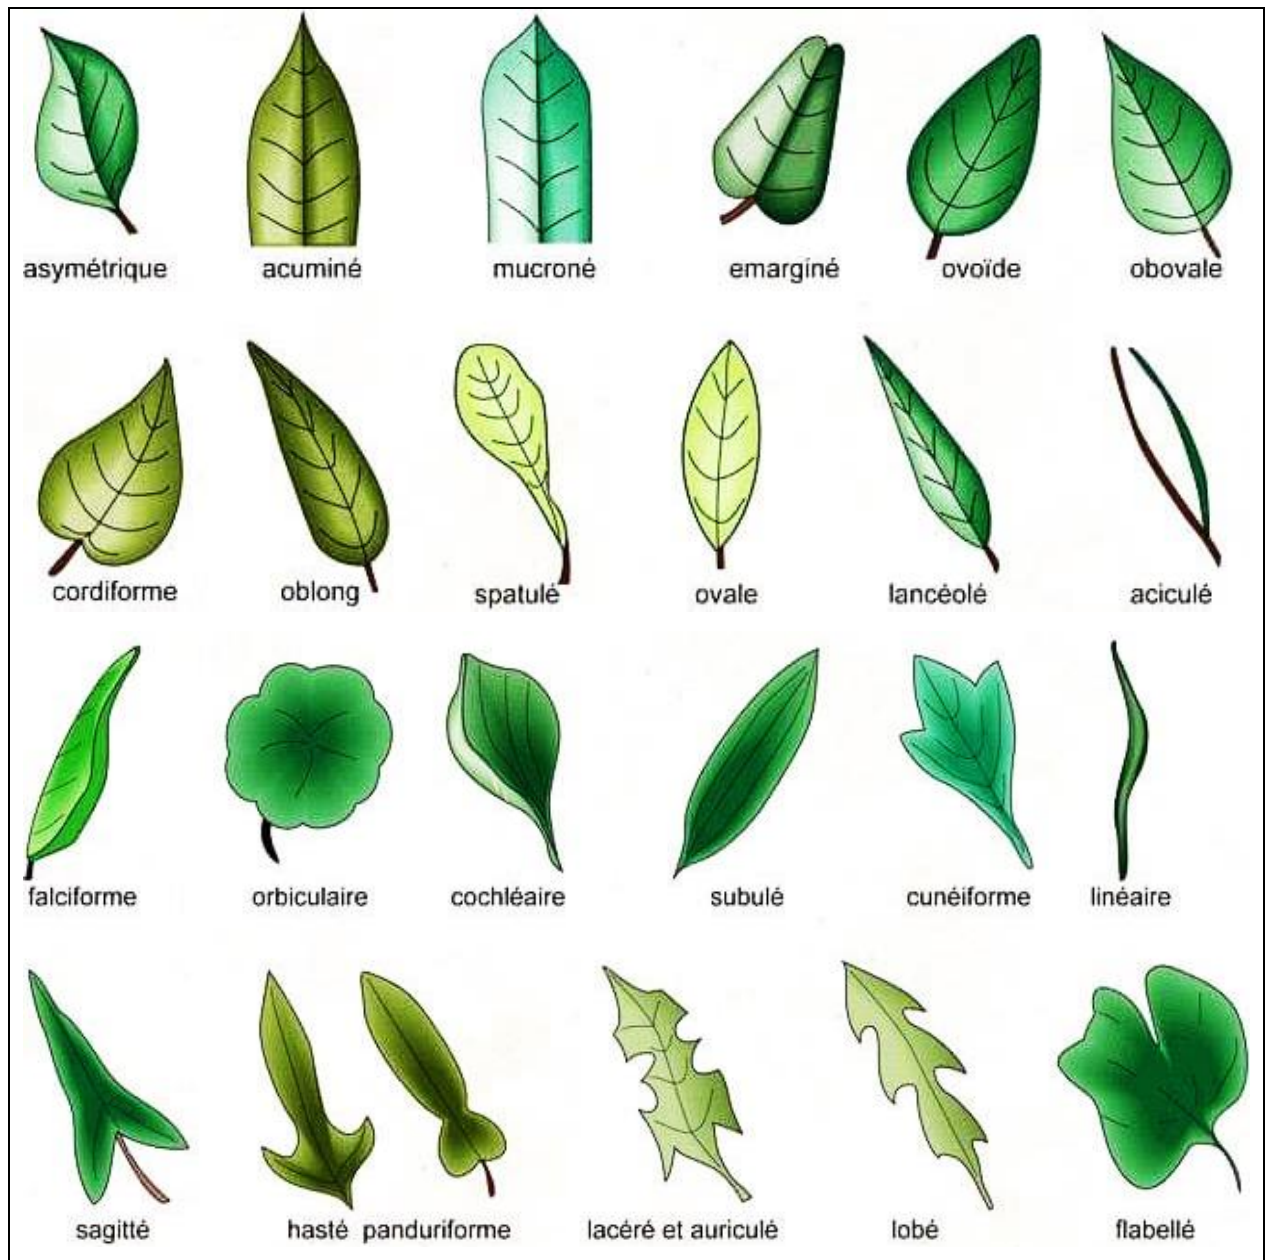 asymétrique acuminé mucroné emarginé ovoïde obovale
cordiforme oblong spatulé ovale lancéolé aciculé
falciforme orbiculaire cochléaire subulé cunéiforme linéaire
sagitté hasté panduriforme lacéré et auriculé lobé flabellé